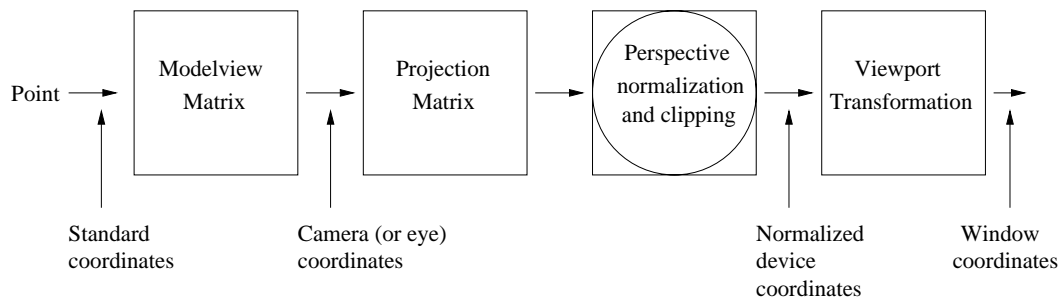 Point
Modelview
Matrix
Projection
Matrix
Perspective
normalization
and clipping
Viewport
Transformation
Standard
coordinates
Camera (or eye)
coordinates
Normalized
device
coordinates
Window
coordinates